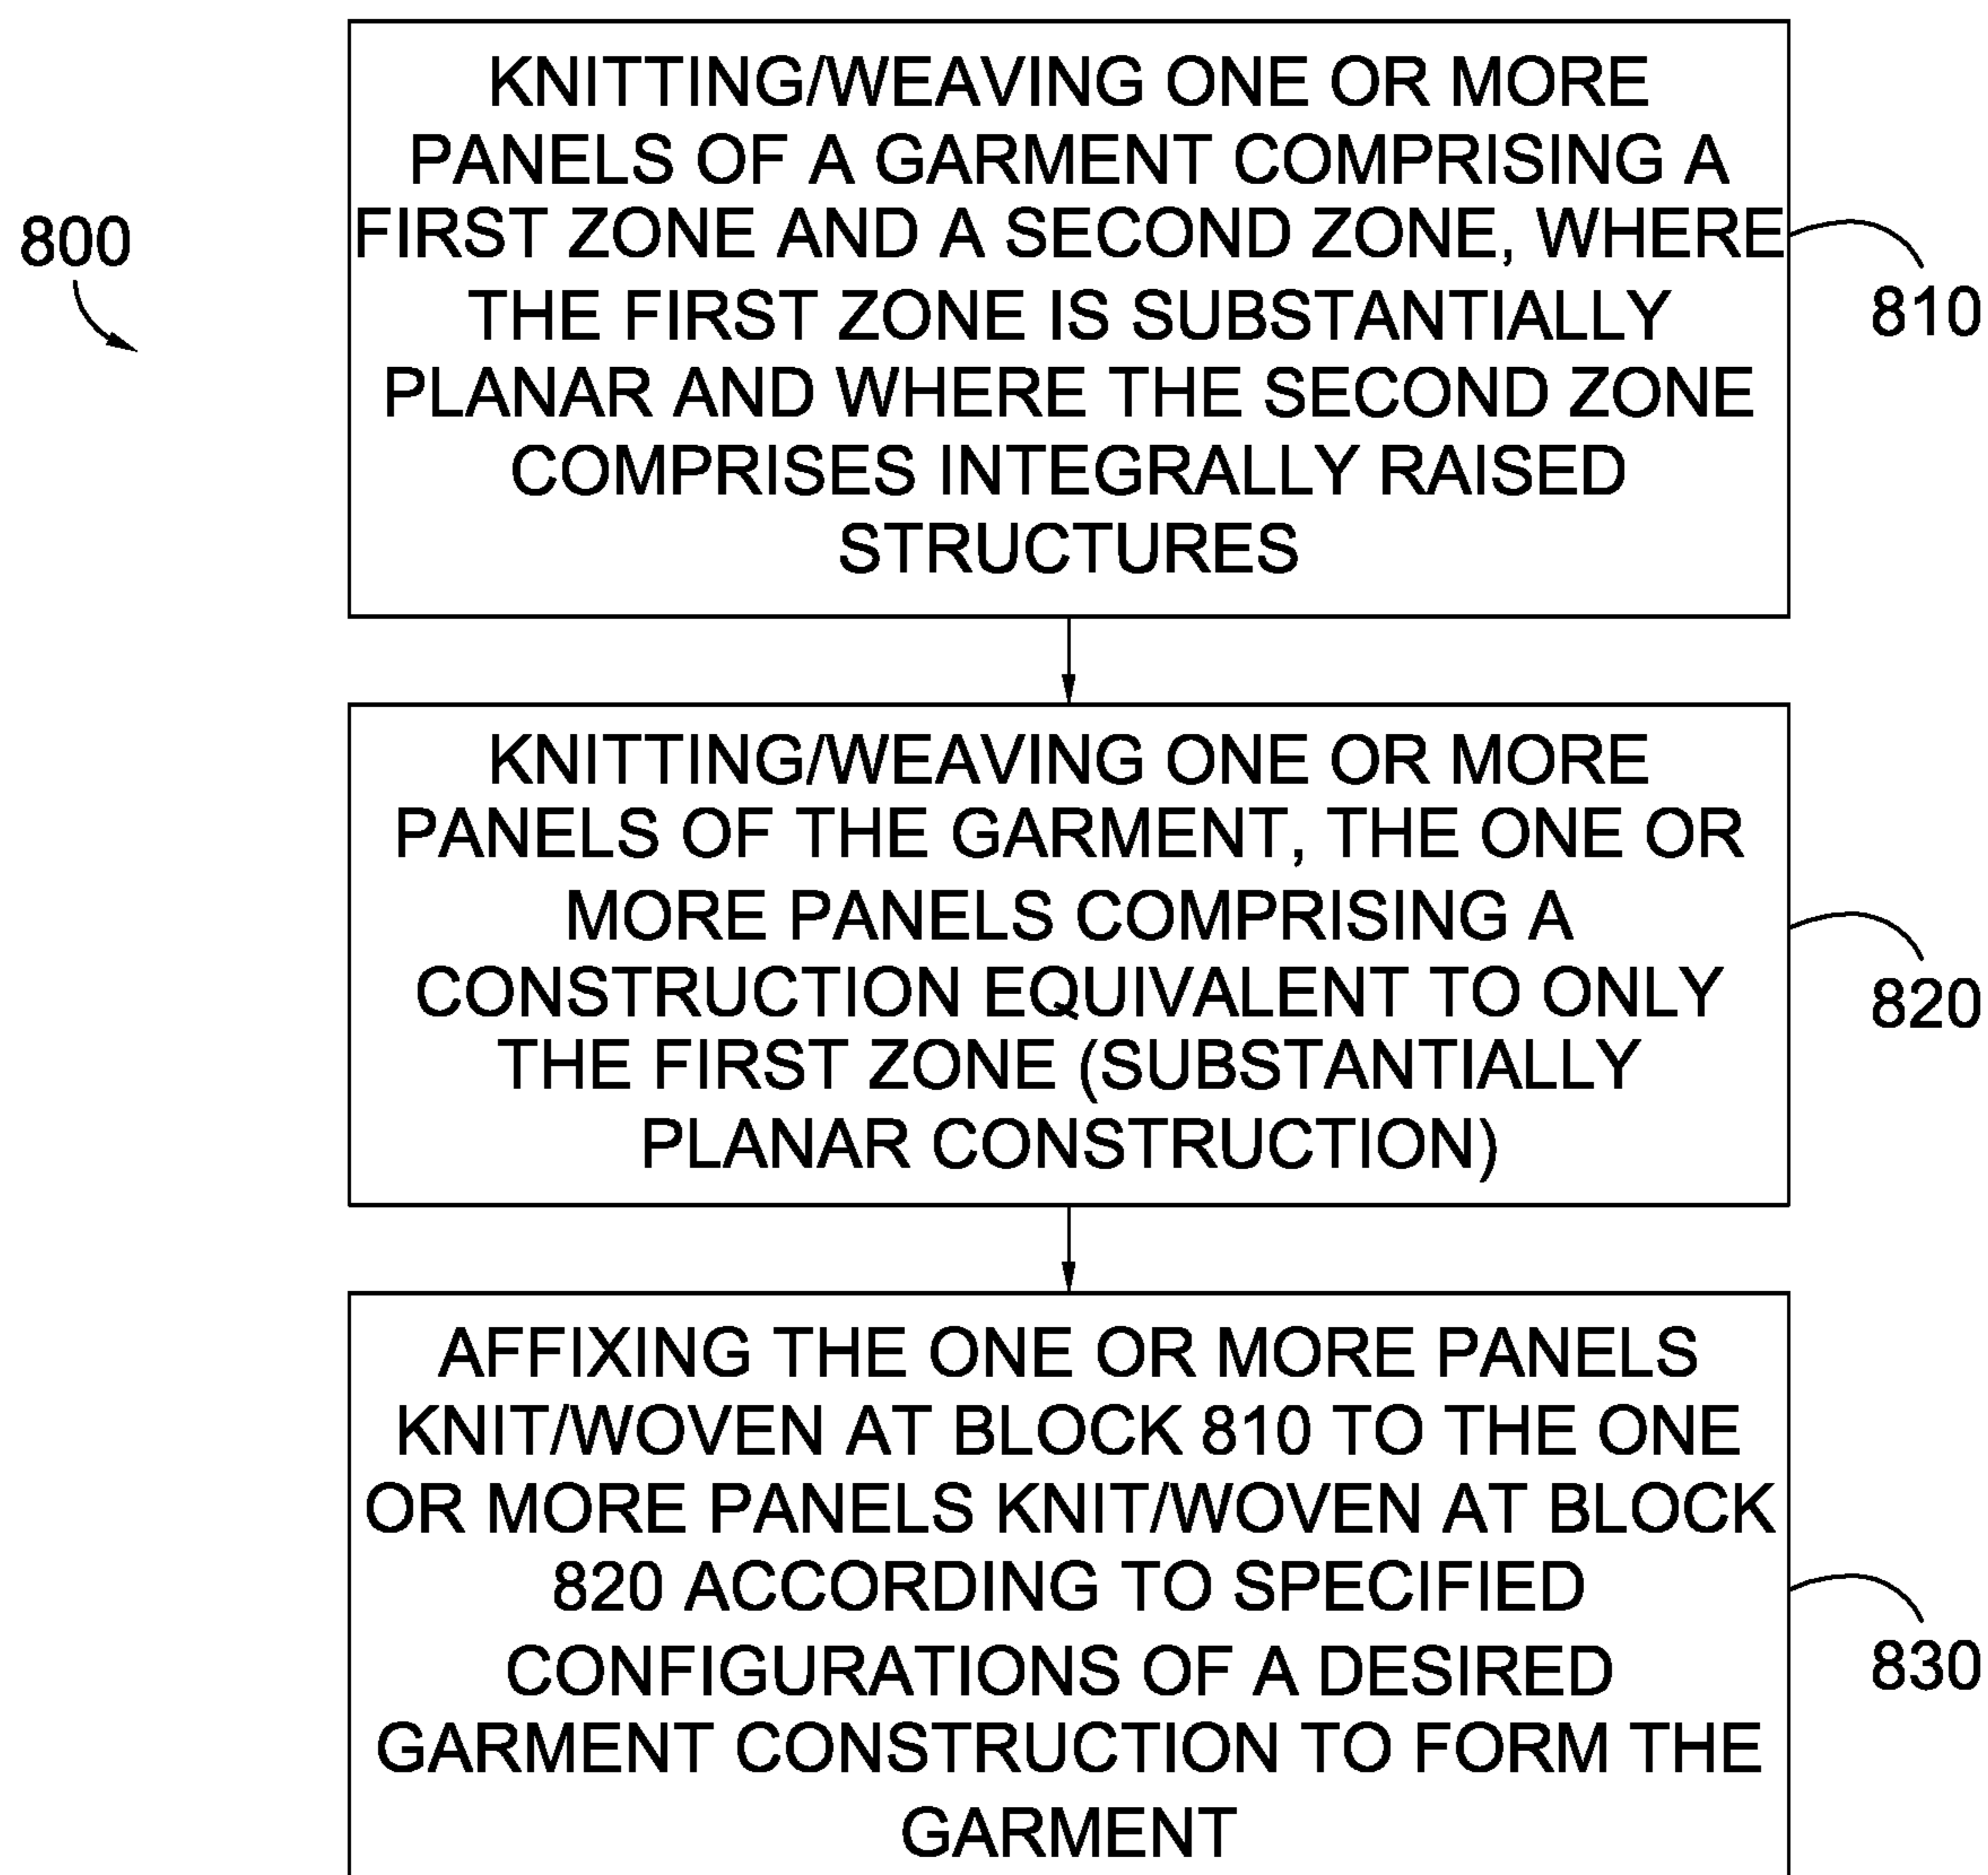 800
KNITTING/WEAVING ONE OR MORE
PANELS OF A GARMENT COMPRISING A
FIRST ZONE AND A SECOND ZONE, WHERE
THE FIRST ZONE IS SUBSTANTIALLY
PLANAR AND WHERE THE SECOND ZONE
COMPRISES INTEGRALLY RAISED
STRUCTURES
810
KNITTING/WEAVING ONE OR MORE
PANELS OF THE GARMENT, THE ONE OR
MORE PANELS COMPRISING A
CONSTRUCTION EQUIVALENT TO ONLY
THE FIRST ZONE (SUBSTANTIALLY
PLANAR CONSTRUCTION)
820
AFFIXING THE ONE OR MORE PANELS
KNIT/WOVEN AT BLOCK 810 TO THE ONE
OR MORE PANELS KNIT/WOVEN AT BLOCK
820 ACCORDING TO SPECIFIED
CONFIGURATIONS OF A DESIRED
GARMENT CONSTRUCTION TO FORM THE
GARMENT
830